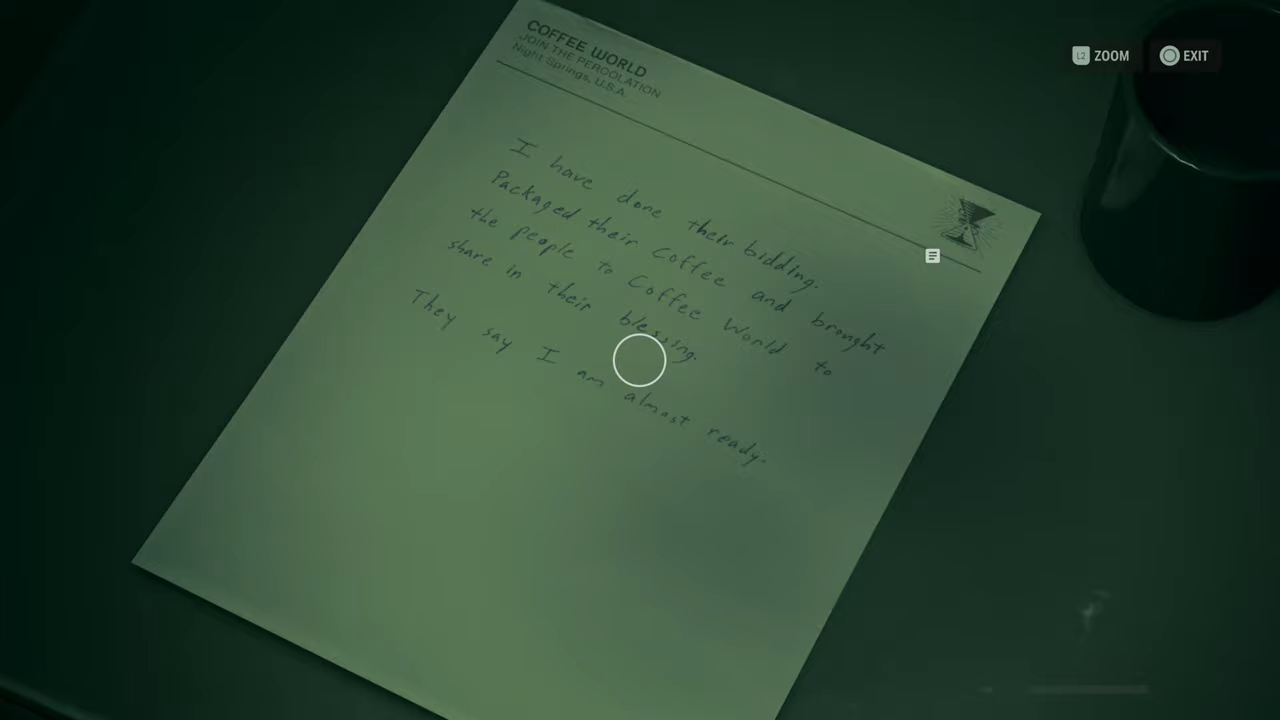 COFFEE WORLD
JOIN THE PERCOLATION
Night Springs, U.S.A.
L2 ZOOM
EXIT
I have done their bidding.
Packaged their coffee and brought
the people to Coffee World to
share in their blessing.
They say I am almost ready.